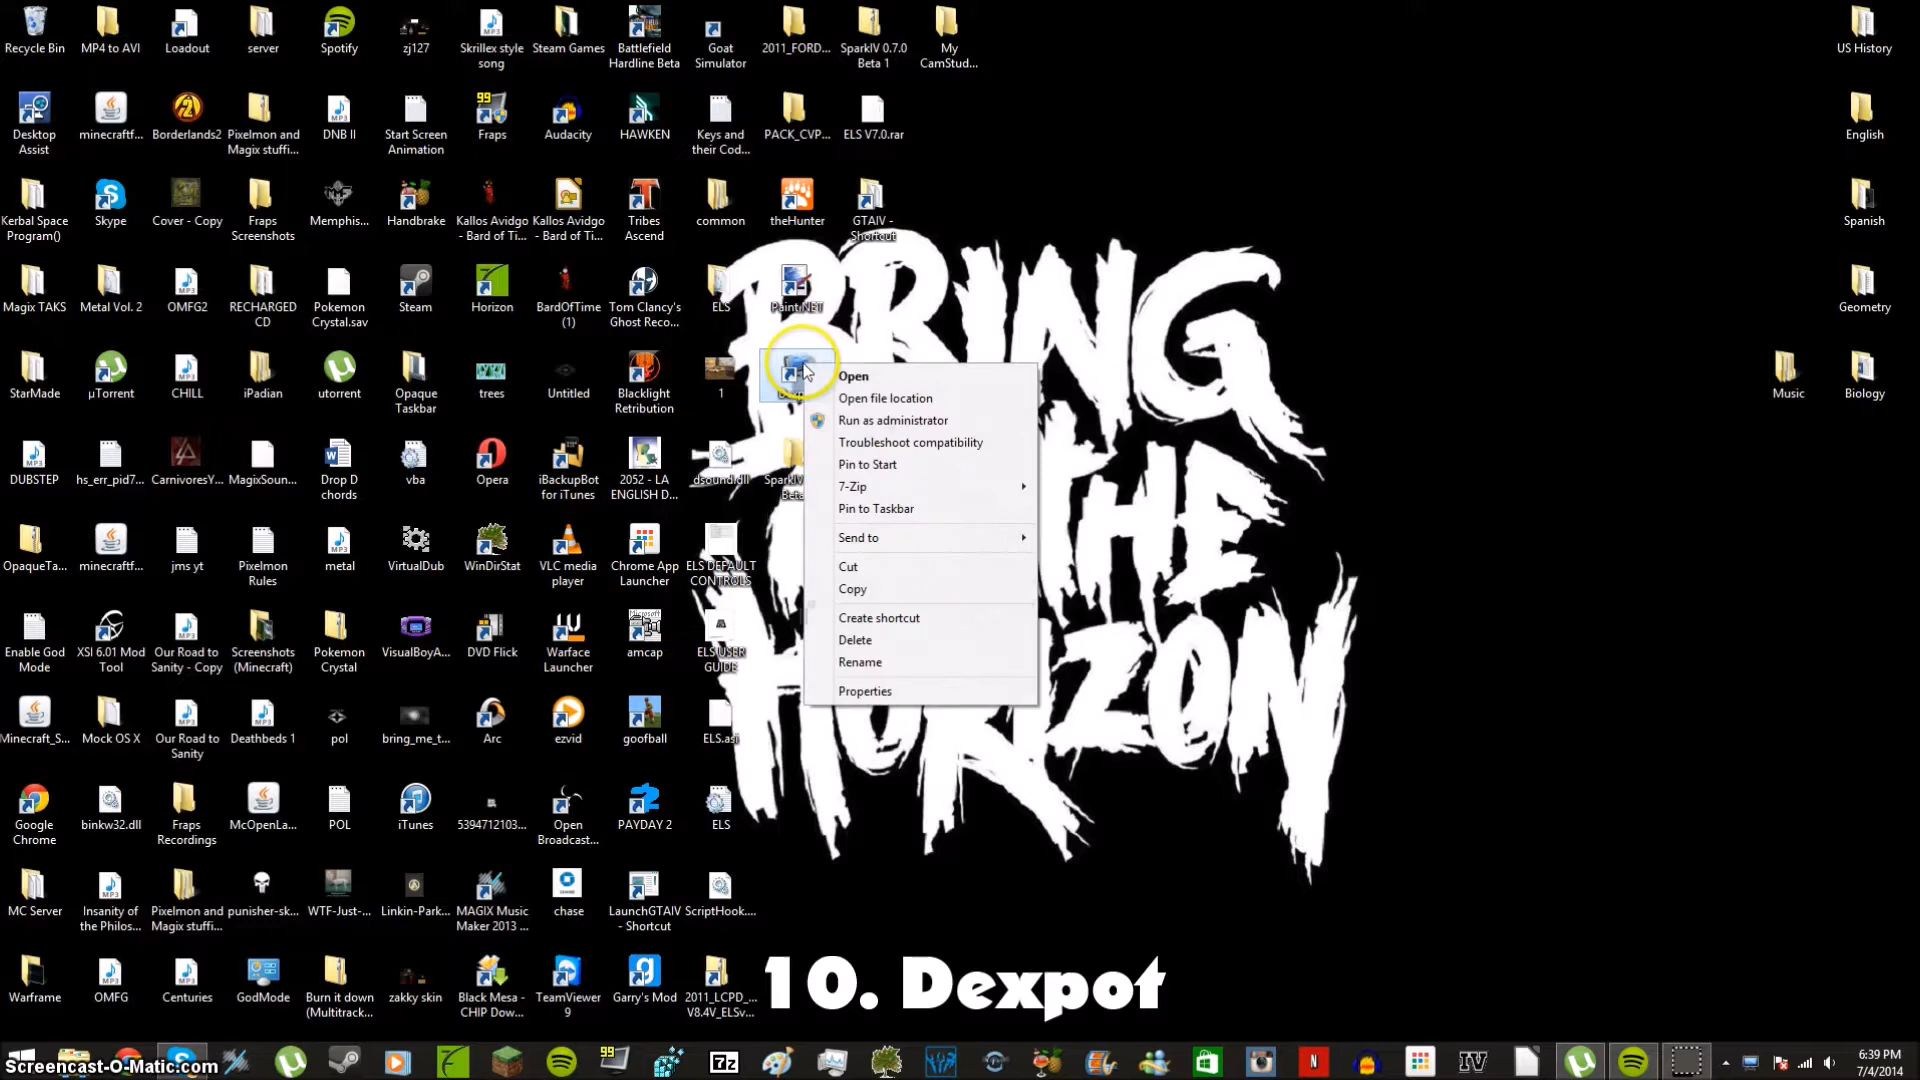 Recycle Bin
MP4 to AVI
Loadout
server
Spotify
zj127
Skrillex style
song
Steam Games
Battlefield
Hardline Beta
Goat
Simulator
2011_FORD...
SparkIV 0.7.0
Beta 1
My
CamStud...
US History
Desktop
Assist
minecraftf...
Borderlands2
Pixelmon and
Magix stuffi...
DNB II
Start Screen
Animation
99
Fraps
Audacity
HAWKEN
Keys and
their Cod...
PACK_CVP...
ELS V7.0.rar
English
Kerbal Space
Program()
Skype
Cover - Copy
Fraps
Screenshots
Memphis...
Handbrake
Kallos Avidgo
- Bard of Ti...
Kallos Avidgo
- Bard of Ti...
Tribes
Ascend
common
theHunter
GTAIV -
Shortcut
Spanish
Magix TAKS
Metal Vol. 2
OMFG2
RECHARGED
CD
Pokemon
Crystal.sav
Steam
Horizon
BardOfTime
(1)
Tom Clancy's
Ghost Reco...
ELS
Paint.NET
Geometry
StarMade
µTorrent
CHILL
iPadian
utorrent
Opaque
Taskbar
trees
Untitled
Blacklight
Retribution
1
Music
Biology
DUBSTEP
hs_err_pid7...
CarnivoresY...
MagixSoun...
Drop D
chords
vba
Opera
iBackupBot
for iTunes
2052 - LA
ENGLISH D...
dsound.dll
SparkIV
Beta
OpaqueTa...
minecraftf...
jms yt
Pixelmon
Rules
metal
VirtualDub
WinDirStat
VLC media
player
Chrome App
Launcher
ELS DEFAULT
CONTROLS
Enable God
Mode
XSI 6.01 Mod
Tool
Our Road to
Sanity - Copy
Screenshots
(Minecraft)
Pokemon
Crystal
VisualBoyA...
DVD Flick
Warface
Launcher
amcap
ELS USER
GUIDE
Minecraft_S...
Mock OS X
Our Road to
Sanity
Deathbeds 1
pol
bring_me_t...
Arc
ezvid
goofball
ELS.asi
Google
Chrome
binkw32.dll
Fraps
Recordings
McOpenLa...
POL
iTunes
5394712103...
Open
Broadcast...
PAYDAY 2
ELS
MC Server
Insanity of
the Philos...
Pixelmon and
Magix stuffi...
punisher-sk...
WTF-Just-...
Linkin-Park...
MAGIX Music
Maker 2013 ...
chase
LaunchGTAIV
- Shortcut
ScriptHook....
Warframe
OMFG
Centuries
GodMode
Burn it down
(Multitrack...
zakky skin
Black Mesa -
CHIP Dow...
TeamViewer
9
Garry's Mod
2011_LCPD_...
V8.4V_ELSv...
Open
Open file location
Run as administrator
Troubleshoot compatibility
Pin to Start
7-Zip
Pin to Taskbar
Send to
Cut
Copy
Create shortcut
Delete
Rename
Properties
BRING
THE
HORIZON
10. Dexpot
Screencast-O-Matic.com
99
7z
N
IV
6:39 PM
7/4/2014